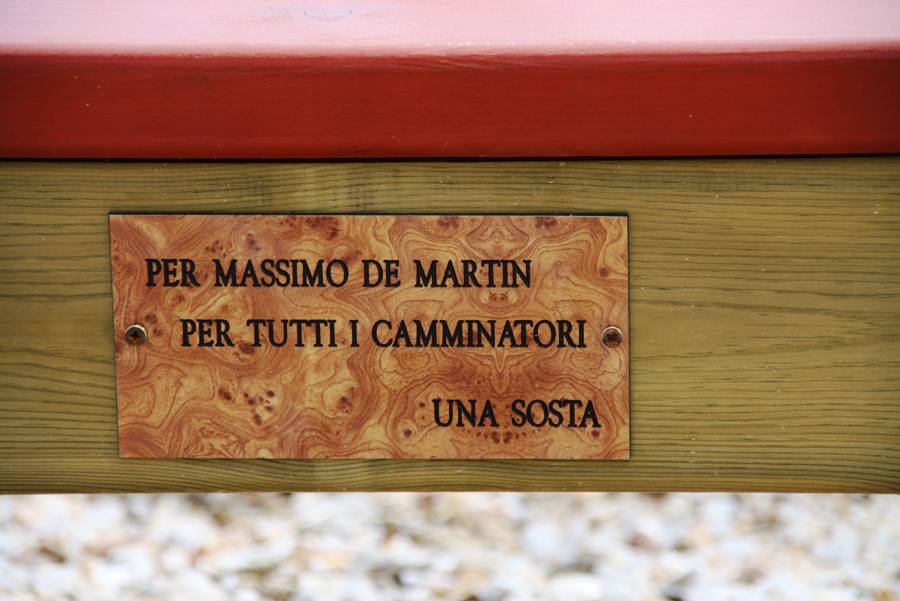 PER MASSIMO DE MARTIN
PER TUTTI I CAMMINATORI
UNA SOSTA